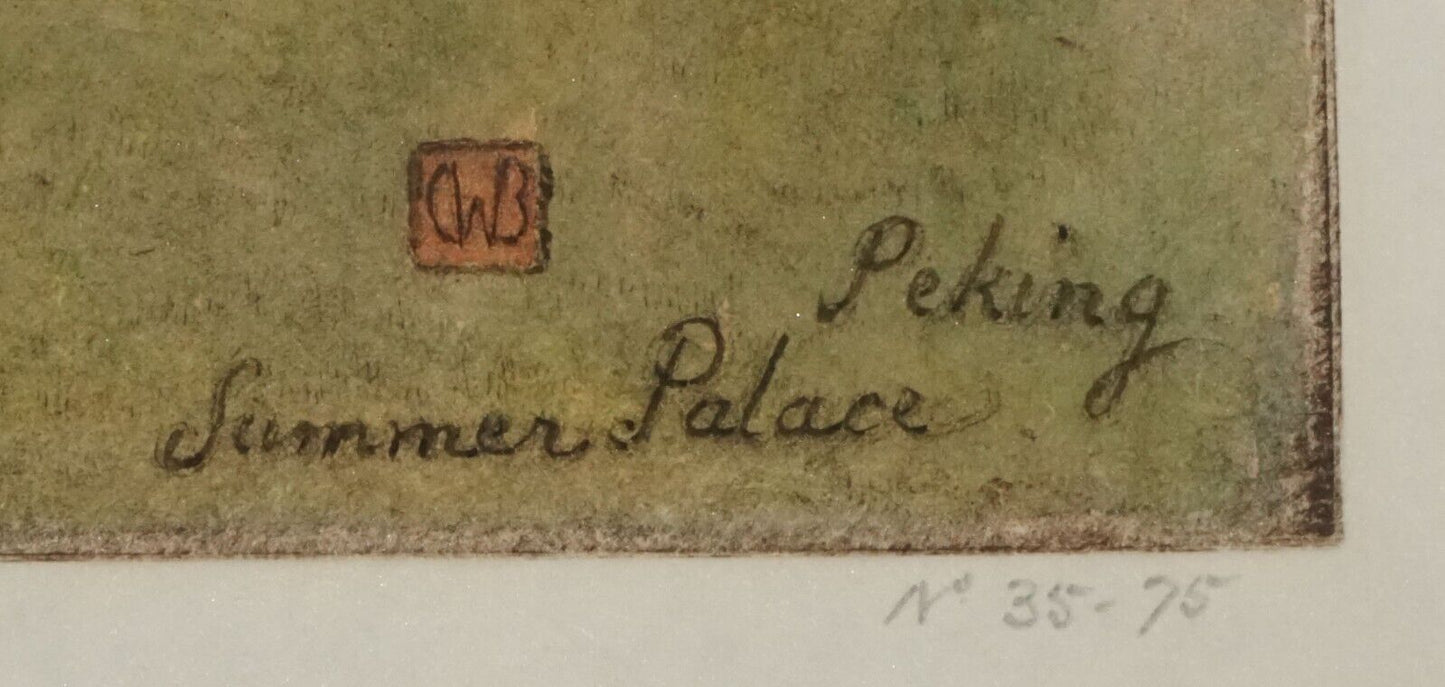 CWB
Peking
Summer Palace
Nº 35-75